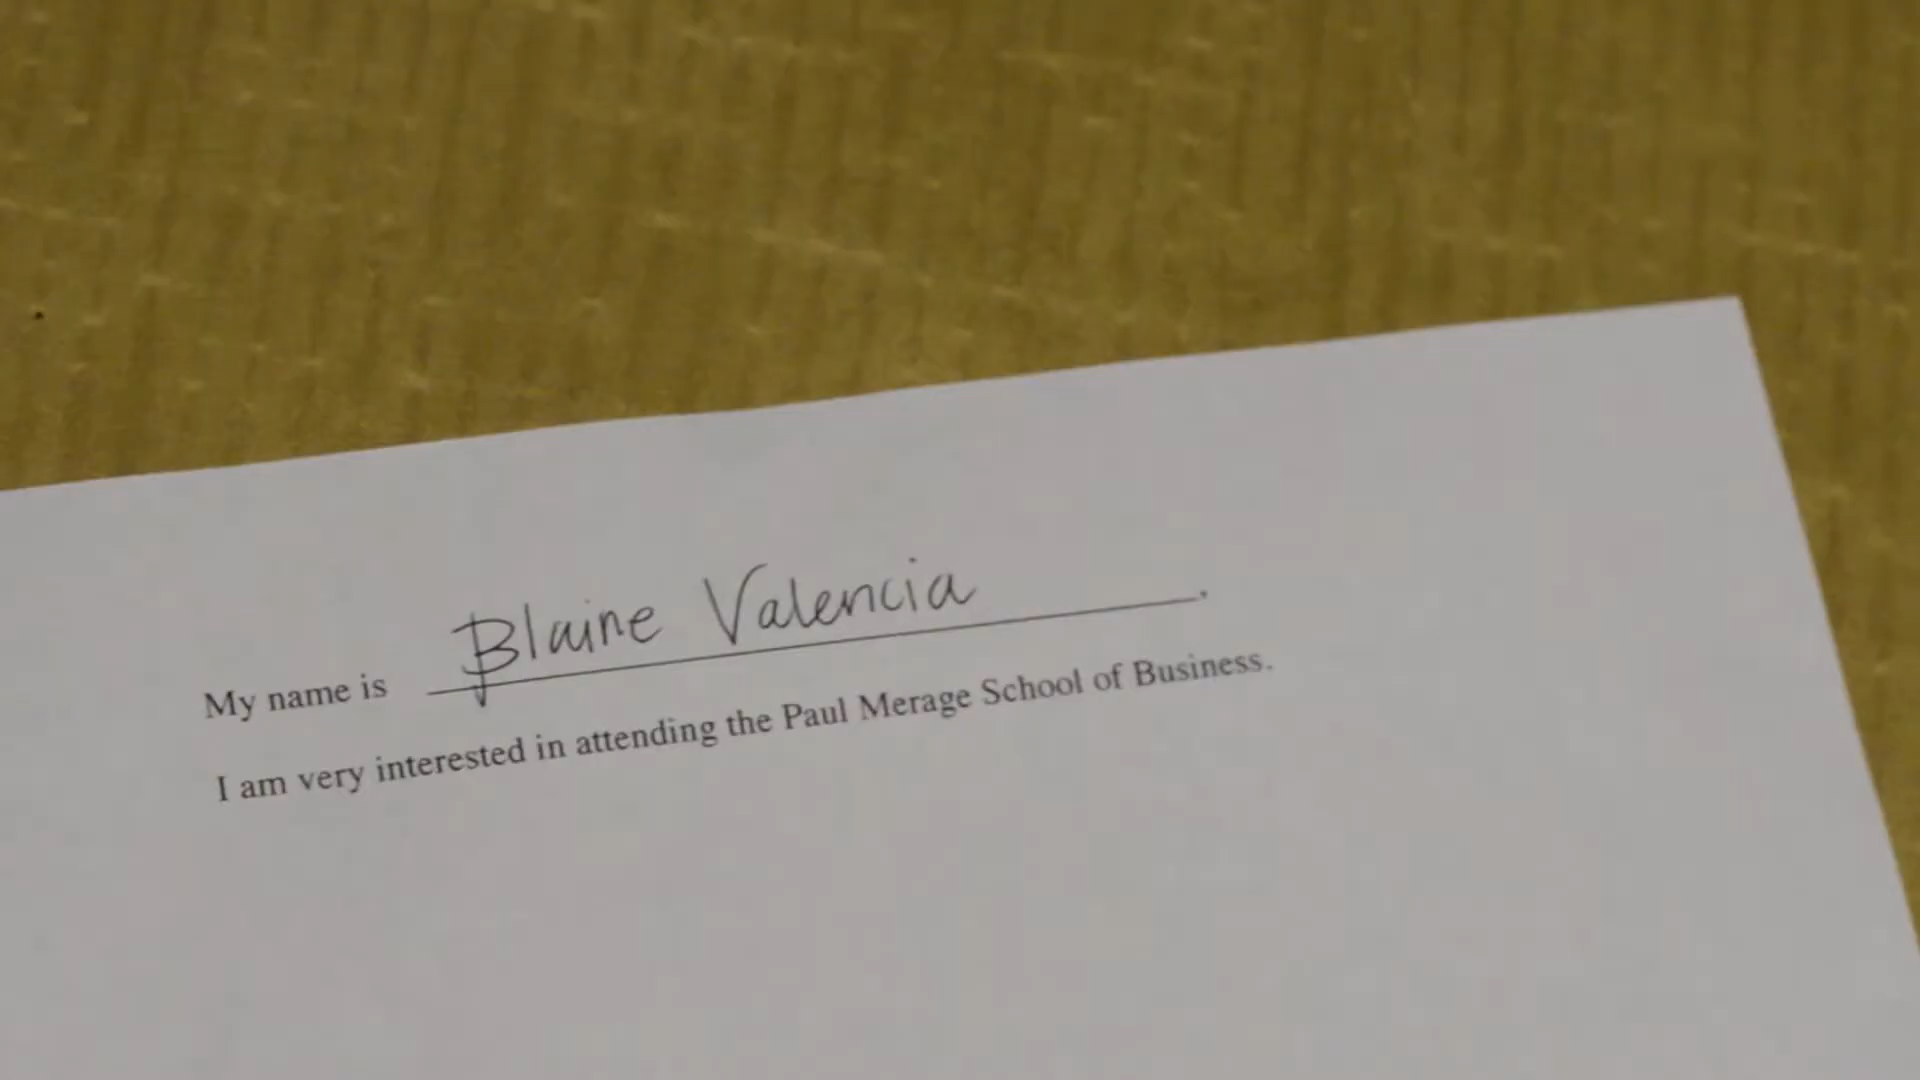 My name is Blaine Valencia.
I am very interested in attending the Paul Merage School of Business.